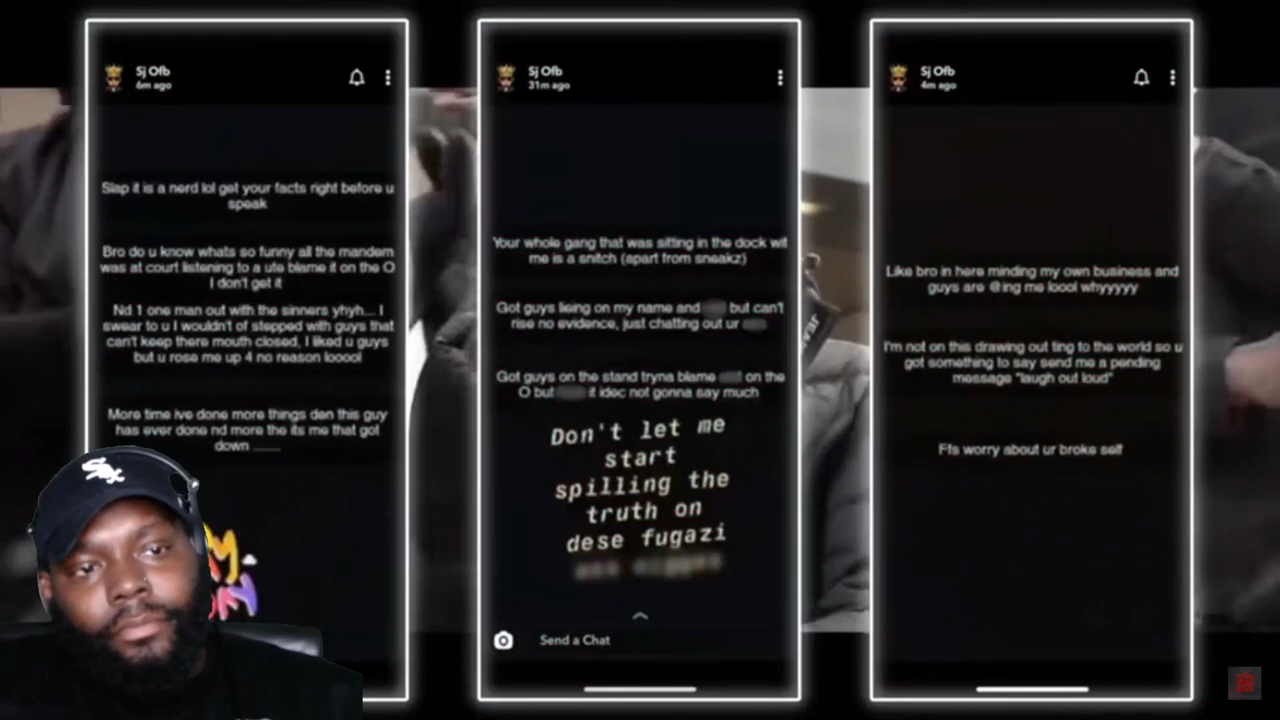 Sj Ofb
6m ago
Slap it is a nerd lol get your facts right before u
speak
Bro do u know whats so funny all the mandem
was at court listening to a ute blame it on the O
I don't get it
Nd 1 one man out with the sinners yhyh... I
swear to u I wouldn't of stepped with guys that
can't keep there mouth closed, I liked u guys
but u rose me up 4 no reason looool
More time ive done more things den this guy
has ever done nd more the its me that got
down ........
Sj Ofb
31m ago
Your whole gang that was sitting in the dock wit
me is a snitch (apart from sneakz)
Got guys lieing on my name and but can't
rise no evidence, just chatting out ur
Got guys on the stand tryna blame on the
O but it idec not gonna say much
Don't let me
start
spilling the
truth on
dese fugazi
Send a Chat
Sj Ofb
4m ago
Like bro in here minding my own business and
guys are @ing me loool whyyyyy
I'm not on this drawing out ting to the world so u
got something to say send me a pending
message "laugh out loud"
Ffs worry about ur broke self
Sox